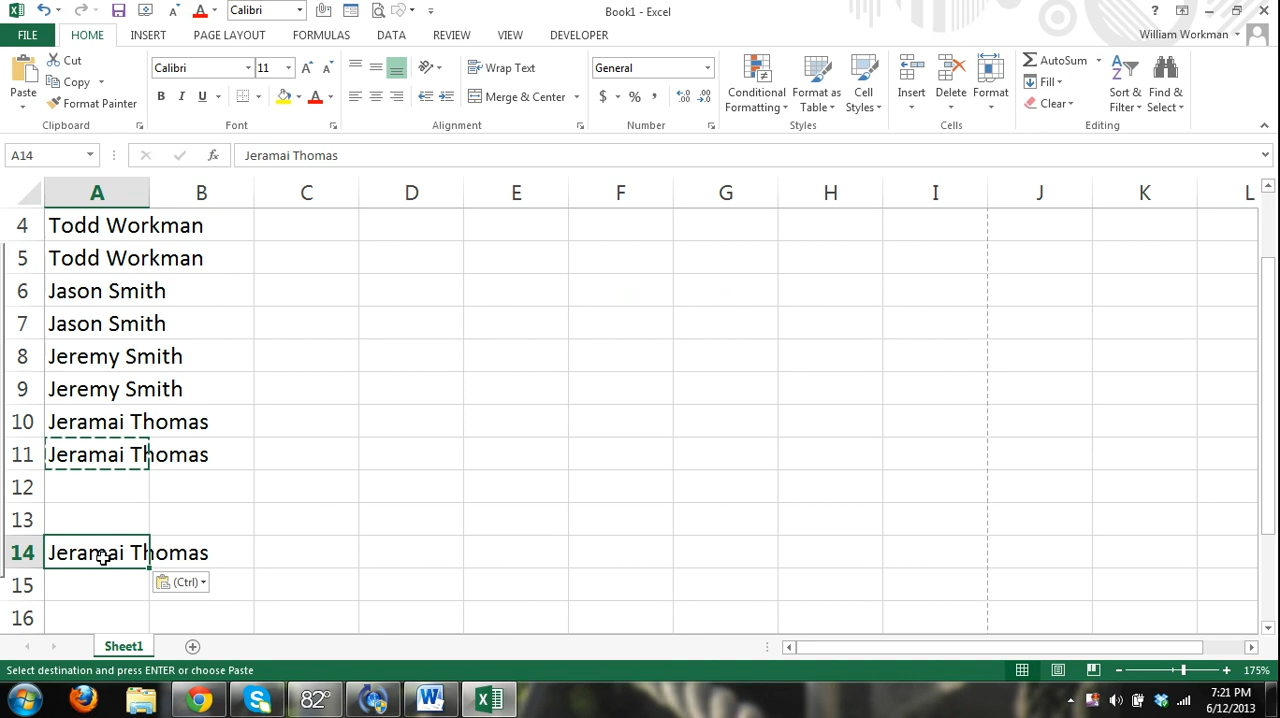 Calibri
Book1 - Excel
?
FILE
HOME
INSERT
PAGE LAYOUT
FORMULAS
DATA
REVIEW
VIEW
DEVELOPER
William Workman
Paste
Cut
Copy
Format Painter
Clipboard
Calibri
11
B I U
Font
Wrap Text
Merge & Center
Alignment
General
$ % ,
Number
Conditional Formatting
Format as Table
Cell Styles
Styles
Insert
Delete
Format
Cells
AutoSum
Fill
Clear
Sort & Filter
Find & Select
Editing
A14
fx
Jeramai Thomas
A B C D E F G H I J K L
4 Todd Workman
5 Todd Workman
6 Jason Smith
7 Jason Smith
8 Jeremy Smith
9 Jeremy Smith
10 Jeramai Thomas
11 Jeramai Thomas
12
13
14 Jeramai Thomas
15
(Ctrl)
16
Sheet1
Select destination and press ENTER or choose Paste
175%
82°
7:21 PM
6/12/2013